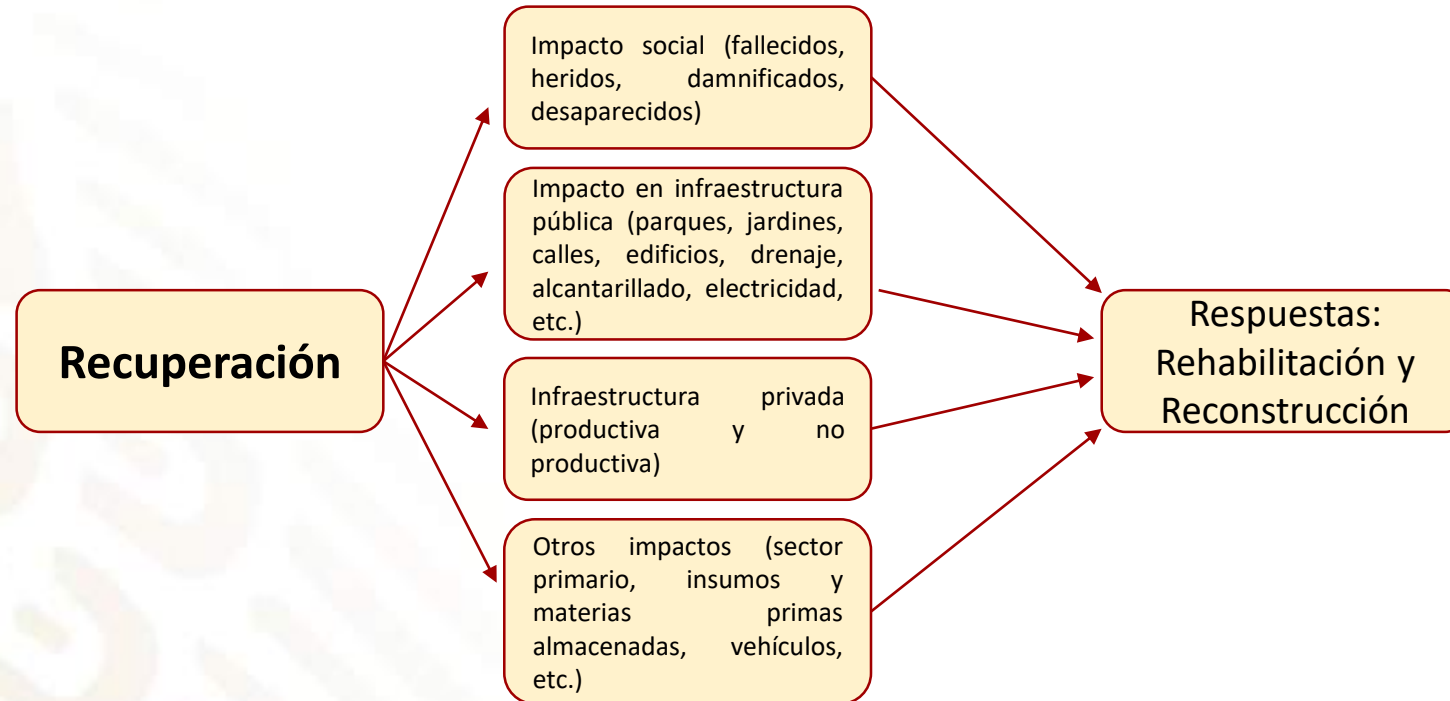 Recuperación
Impacto social (fallecidos,
heridos, damnificados,
desaparecidos)
Impacto en infraestructura
pública (parques, jardines,
calles, edificios, drenaje,
alcantarillado, electricidad,
etc.)
Infraestructura privada
(productiva y no
productiva)
Otros impactos (sector
primario, insumos y
materias primas
almacenadas, vehículos,
etc.)
Respuestas:
Rehabilitación y
Reconstrucción